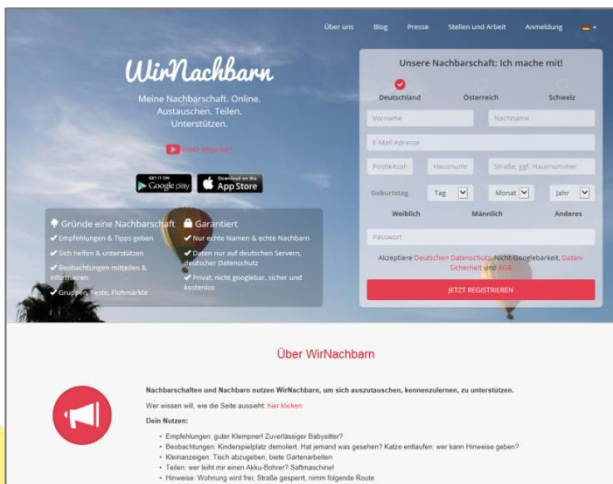 Über uns Blog Presse Stellen und Arbeit Anmeldung
WirNachbarn
Meine Nachbarschaft. Online.
Austauschen. Teilen.
Unterstützen.
GET IT ON
Google play
Download on the
App Store
Gründe eine Nachbarschaft
Empfehlungen & Tipps geben
Sich helfen & unterstützen
Beobachtungen mitteilen &
informieren
Gruppen, Feste, Flohmärkte
Garantiert
Nur echte Namen & echte Nachbarn
Daten nur auf deutschen Servern,
deutscher Datenschutz
Privat, nicht googlebar, sicher und
kostenlos
Unsere Nachbarschaft: Ich mache mit!
Deutschland Österreich Schweiz
Vorname Nachname
E-Mail Adresse
Postleitzahl Hausnumr Straße, ggf. Hausnummer
Geburtstag Tag Monat Jahr
Weiblich Männlich Anderes
Passwort
Akzeptiere Deutschen Datenschutz, Nicht-Googlebarkeit, Daten-
Sicherheit und AGB
JETZT REGISTRIEREN
Über WirNachbarn
Nachbarschaften und Nachbarn nutzen WirNachbarn, um sich auszutauschen, kennenzulernen, zu unterstützen.
Wer wissen will, wie die Seite aussieht: hier klicken
Dein Nutzen:
• Empfehlungen: guter Klempner! Zuverlässiger Babysitter?
• Beobachtungen: Kinderspielplatz demoliert. Hat jemand was gesehen? Katze entlaufen: wer kann Hinweise geben?
• Kleinanzeigen: Tisch abzugeben, biete Gartenarbeiten
• Teilen: wer leiht mir einen Akku-Bohrer? Saftmaschine!
• Hinweise: Wohnung wird frei; Straße gesperrt, nimm folgende Route